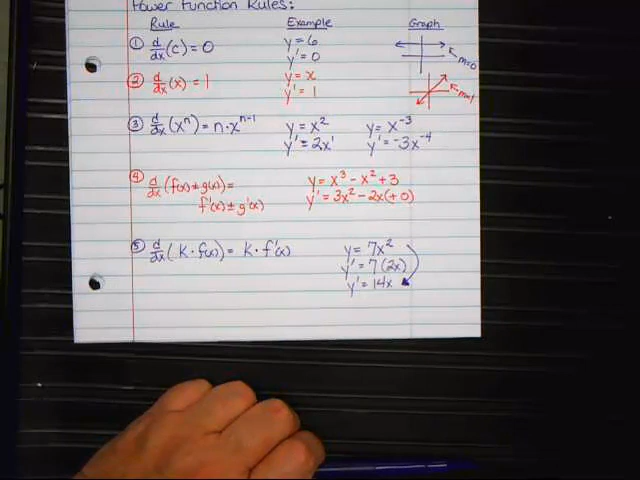 Power Function Rules:
Rule Example Graph
① d/dx (c) = 0 y = 6
y' = 0 m=0
② d/dx (x) = 1 y = x
y' = 1 m=1
③ d/dx (xⁿ) = n·xⁿ⁻¹ y = x² y = x⁻³
y' = 2x¹ y' = -3x⁻⁴
④ d/dx (f(x) ± g(x)) = y = x³ - x² + 3
f'(x) ± g'(x) y' = 3x² - 2x (+ 0)
⑤ d/dx (K · f(x)) = K · f'(x) y = 7x²
y' = 7(2x)
y' = 14x